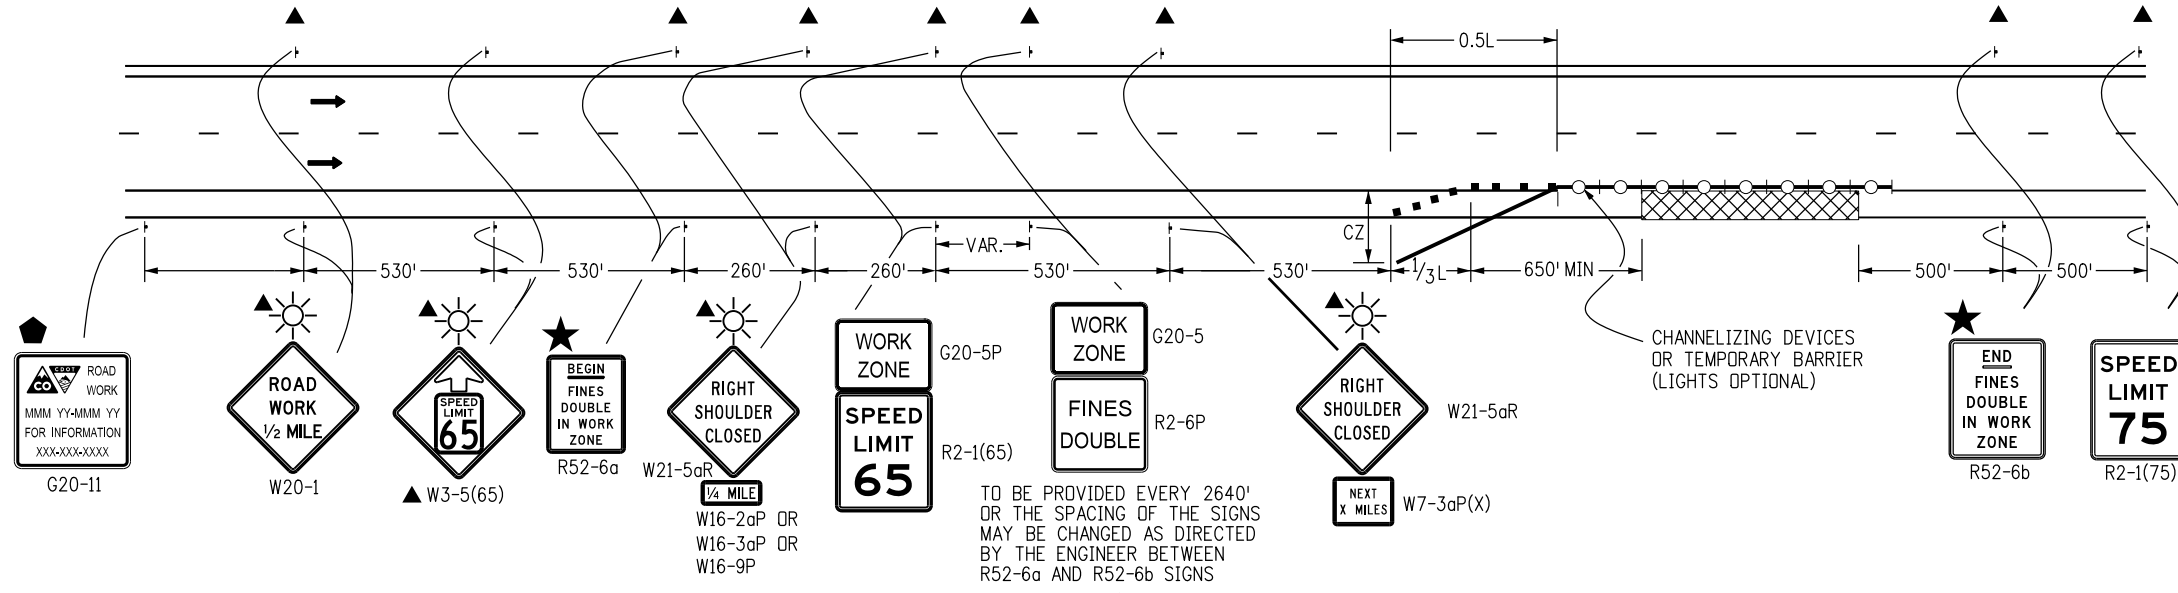 0.5L
CZ
VAR.
530'
530'
260'
260'
530'
530'
1/3 L
650' MIN
500'
500'
CO
CDOT
ROAD
WORK
MMM YY-MMM YY
FOR INFORMATION
XXX-XXX-XXXX
G20-11
ROAD
WORK
1/2 MILE
W20-1
SPEED
LIMIT
65
W3-5(65)
BEGIN
FINES
DOUBLE
IN WORK
ZONE
R52-6a
RIGHT
SHOULDER
CLOSED
W21-5aR
1/4 MILE
W16-2aP OR
W16-3aP OR
W16-9P
WORK
ZONE
G20-5P
SPEED
LIMIT
65
R2-1(65)
WORK
ZONE
G20-5
FINES
DOUBLE
R2-6P
TO BE PROVIDED EVERY 2640'
OR THE SPACING OF THE SIGNS
MAY BE CHANGED AS DIRECTED
BY THE ENGINEER BETWEEN
R52-6a AND R52-6b SIGNS
RIGHT
SHOULDER
CLOSED
W21-5aR
NEXT
X MILES
W7-3aP(X)
CHANNELIZING DEVICES
OR TEMPORARY BARRIER
(LIGHTS OPTIONAL)
END
FINES
DOUBLE
IN WORK
ZONE
R52-6b
SPEED
LIMIT
75
R2-1(75)